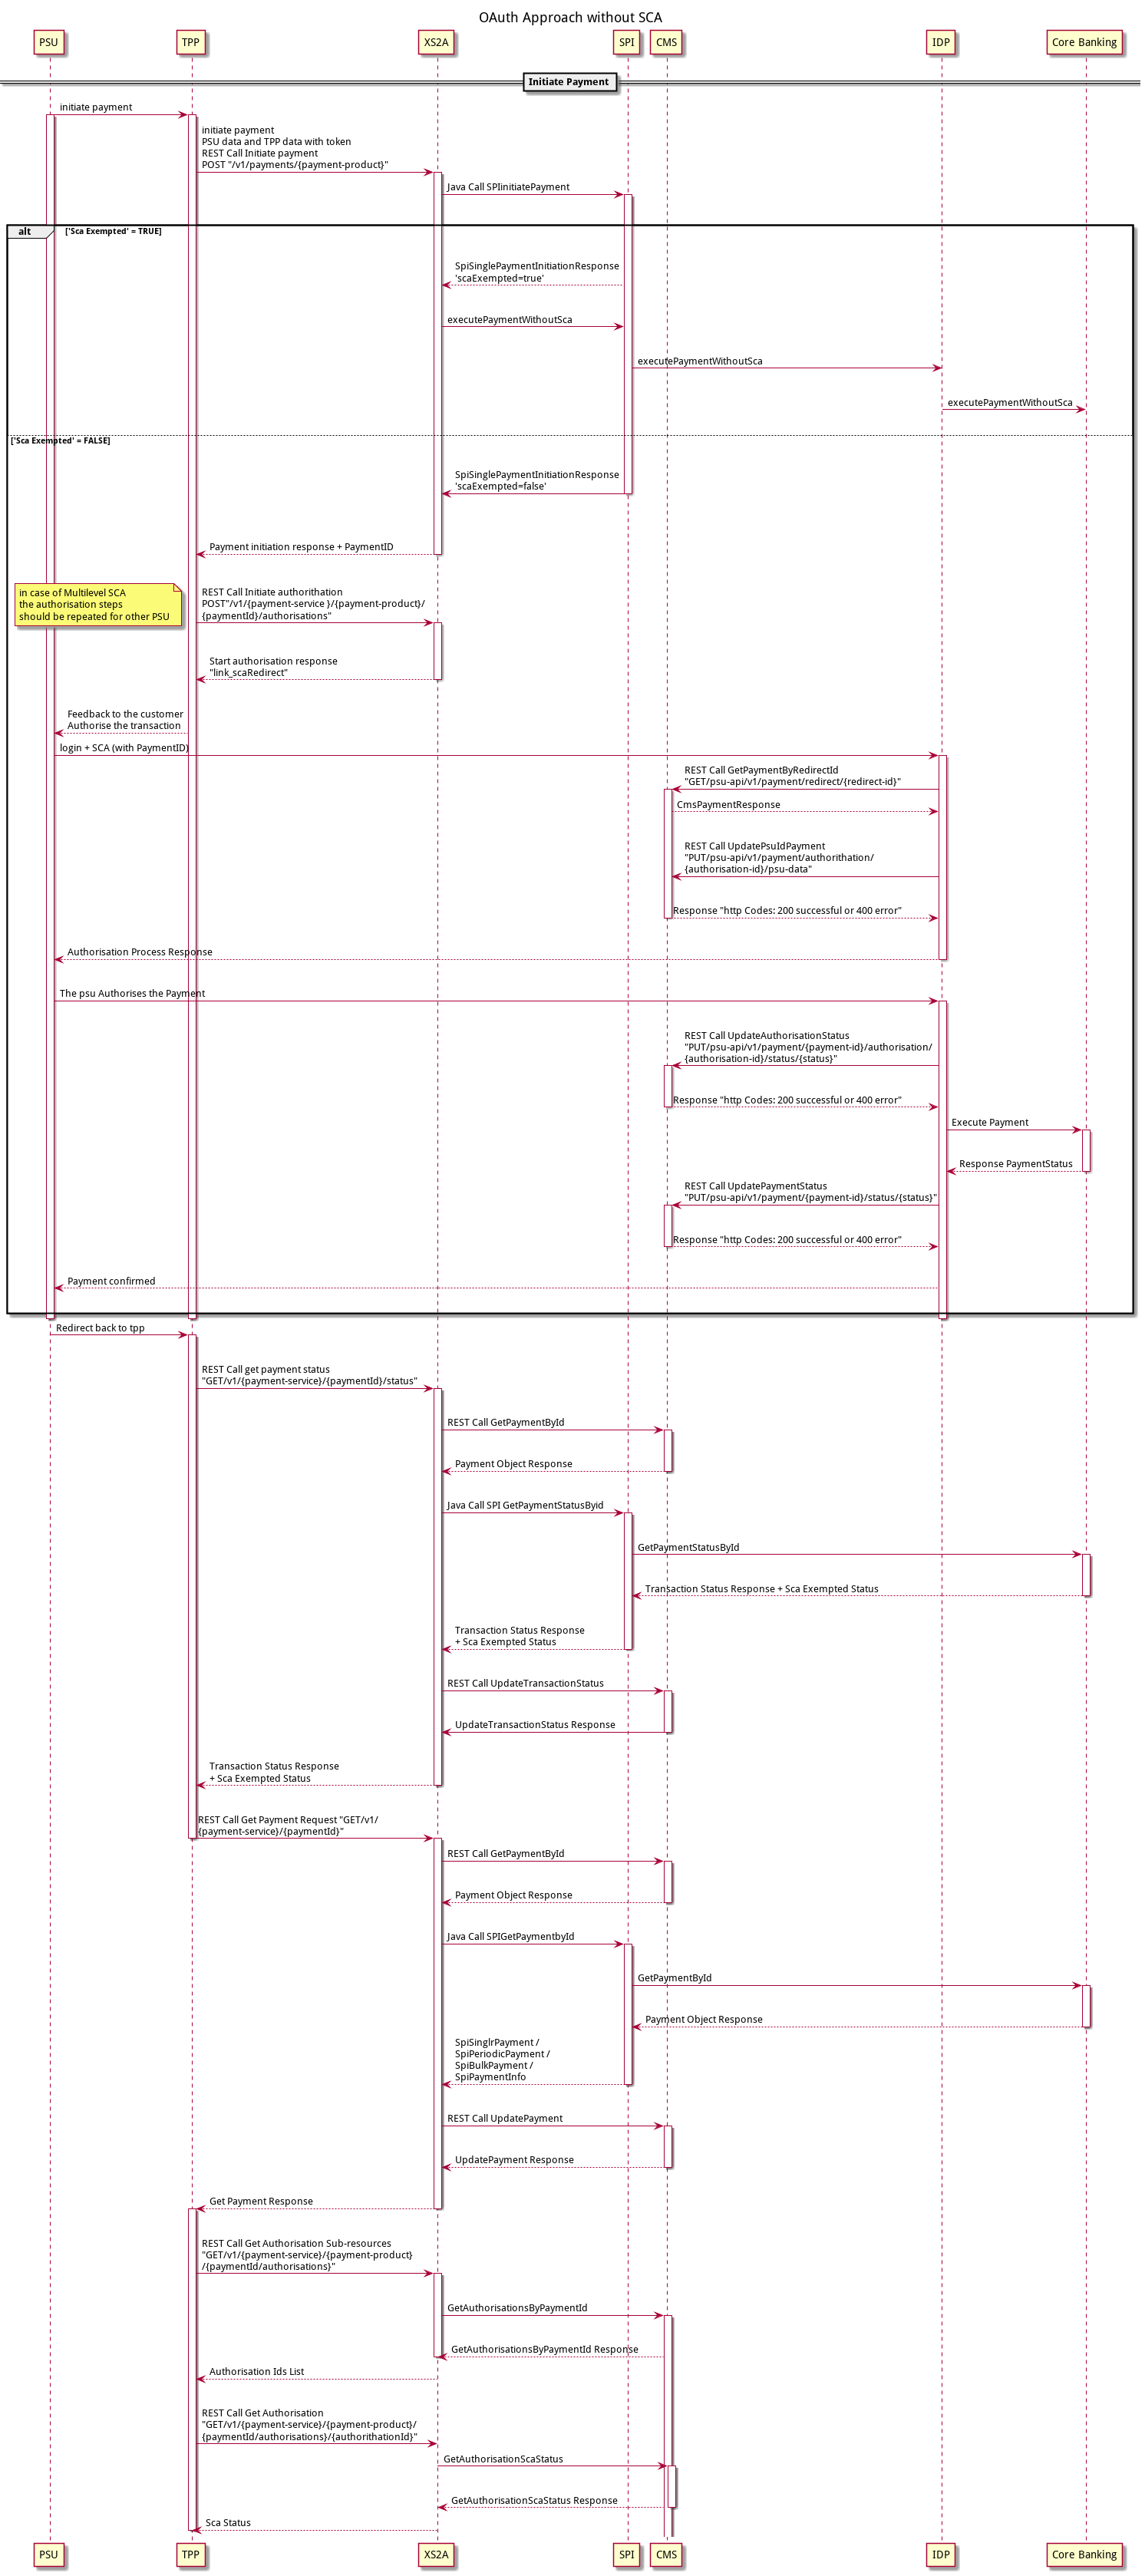 OAuth Approach without SCA
PSU
TPP
XS2A
SPI
CMS
IDP
Core Banking
Initiate Payment
initiate payment
initiate payment
PSU data and TPP data with token
REST Call Initiate payment
POST "/v1/payments/{payment-product}"
Java Call SPIinitiatePayment
alt
['Sca Exempted' = TRUE]
SpiSinglePaymentInitiationResponse
'scaExempted=true'
executePaymentWithoutSca
executePaymentWithoutSca
executePaymentWithoutSca
['Sca Exempted' = FALSE]
SpiSinglePaymentInitiationResponse
'scaExempted=false'
Payment initiation response + PaymentID
in case of Multilevel SCA
the authorisation steps
should be repeated for other PSU
REST Call Initiate authorithation
POST"/v1/{payment-service }/{payment-product}/
{paymentId}/authorisations"
Start authorisation response
"link_scaRedirect"
Feedback to the customer
Authorise the transaction
login + SCA (with PaymentID)
REST Call GetPaymentByRedirectId
"GET/psu-api/v1/payment/redirect/{redirect-id}"
CmsPaymentResponse
REST Call UpdatePsuIdPayment
"PUT/psu-api/v1/payment/authorithation/
{authorisation-id}/psu-data"
Response "http Codes: 200 successful or 400 error"
Authorisation Process Response
The psu Authorises the Payment
REST Call UpdateAuthorisationStatus
"PUT/psu-api/v1/payment/{payment-id}/authorisation/
{authorisation-id}/status/{status}"
Response "http Codes: 200 successful or 400 error"
Execute Payment
Response PaymentStatus
REST Call UpdatePaymentStatus
"PUT/psu-api/v1/payment/{payment-id}/status/{status}"
Response "http Codes: 200 successful or 400 error"
Payment confirmed
Redirect back to tpp
REST Call get payment status
"GET/v1/{payment-service}/{paymentId}/status"
REST Call GetPaymentById
Payment Object Response
Java Call SPI GetPaymentStatusByid
GetPaymentStatusById
Transaction Status Response + Sca Exempted Status
Transaction Status Response
+ Sca Exempted Status
REST Call UpdateTransactionStatus
UpdateTransactionStatus Response
Transaction Status Response
+ Sca Exempted Status
REST Call Get Payment Request "GET/v1/
{payment-service}/{paymentId}"
REST Call GetPaymentById
Payment Object Response
Java Call SPIGetPaymentbyId
GetPaymentById
Payment Object Response
SpiSinglrPayment /
SpiPeriodicPayment /
SpiBulkPayment /
SpiPaymentInfo
REST Call UpdatePayment
UpdatePayment Response
Get Payment Response
REST Call Get Authorisation Sub-resources
"GET/v1/{payment-service}/{payment-product}
/{paymentId/authorisations}"
GetAuthorisationsByPaymentId
GetAuthorisationsByPaymentId Response
Authorisation Ids List
REST Call Get Authorisation
"GET/v1/{payment-service}/{payment-product}/
{paymentId/authorisations}/{authorithationId}"
GetAuthorisationScaStatus
GetAuthorisationScaStatus Response
Sca Status
PSU
TPP
XS2A
SPI
CMS
IDP
Core Banking